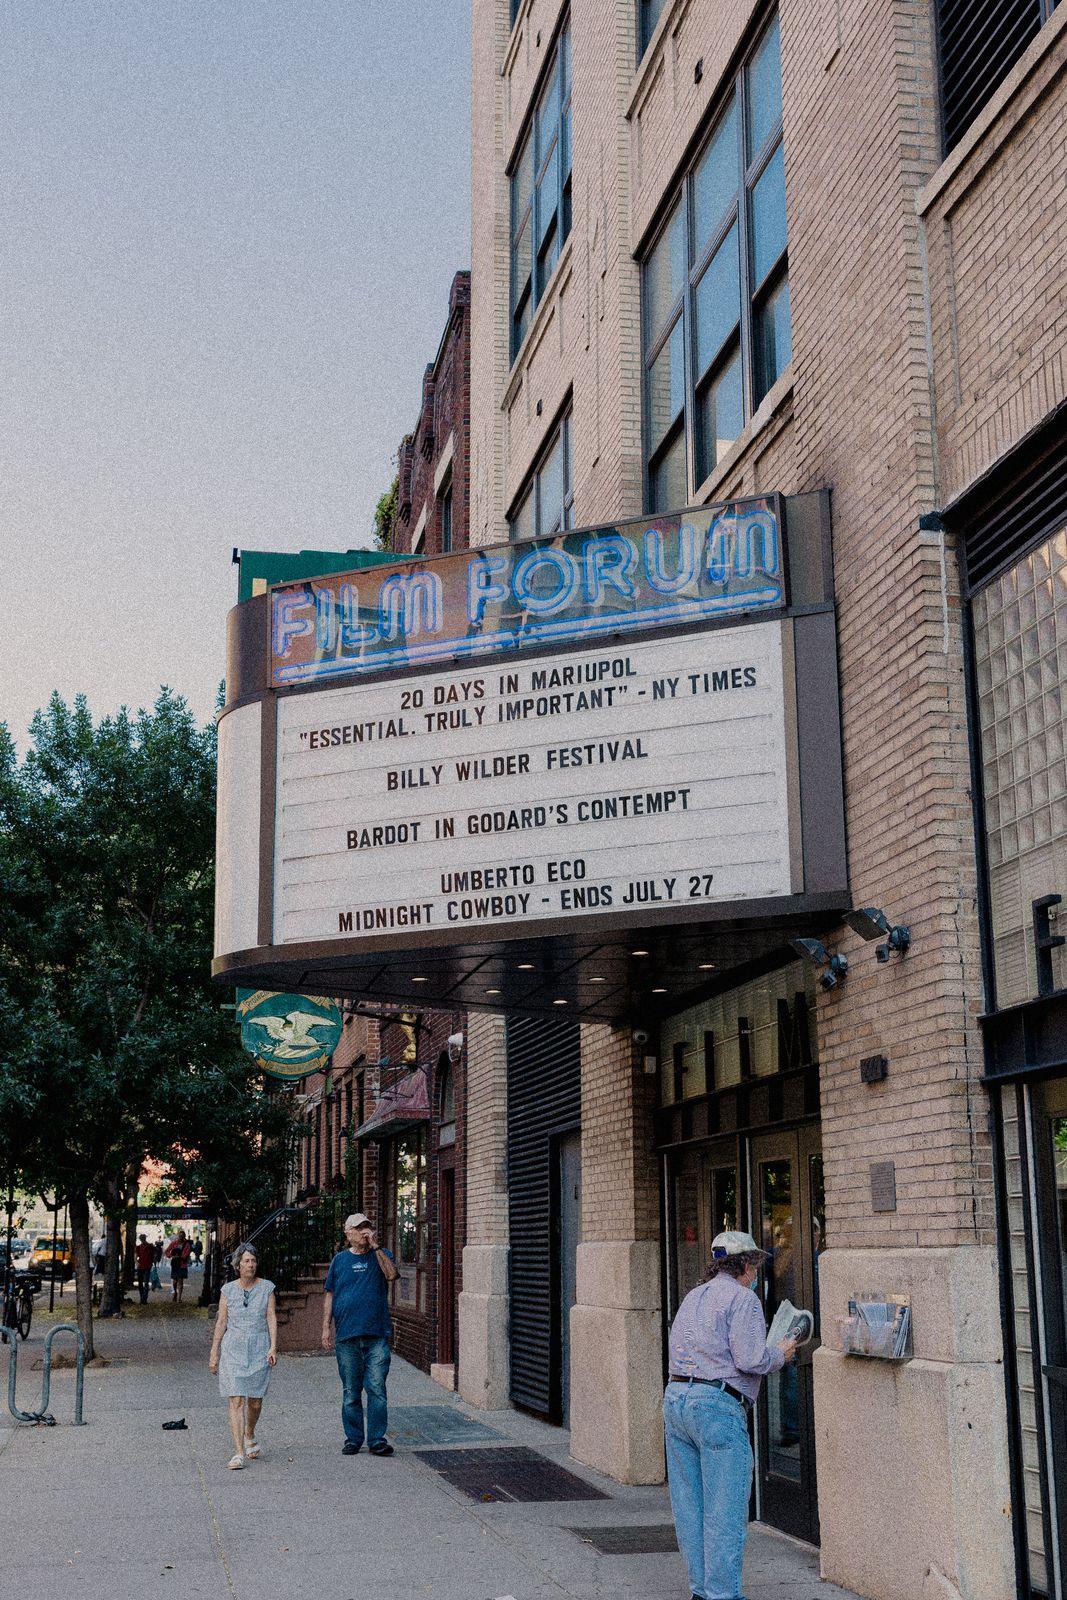 FILM FORUM
20 DAYS IN MARIUPOL
"ESSENTIAL. TRULY IMPORTANT" - NY TIMES
BILLY WILDER FESTIVAL
BARDOT IN GODARD'S CONTEMPT
UMBERTO ECO
MIDNIGHT COWBOY - ENDS JULY 27
FILM
F